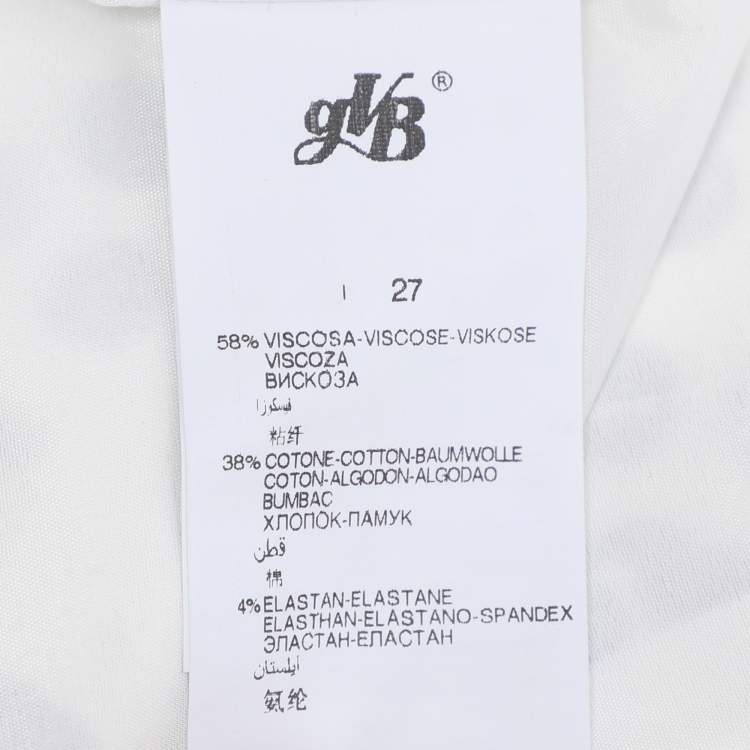 gVB®
I 27
58% VISCOSA-VISCOSE-VISKOSE
VISCOZA
ВИСКОЗА
فيسكوزا
粘纤
38% COTONE-COTTON-BAUMWOLLE
COTON-ALGODON-ALGODAO
BUMBAC
ХЛОПОК-ПАМУК
قطن
棉
4% ELASTAN-ELASTANE
ELASTHAN-ELASTANO-SPANDEX
ЭЛАСТАН-ЕЛАСТАН
ايلستان
氨纶